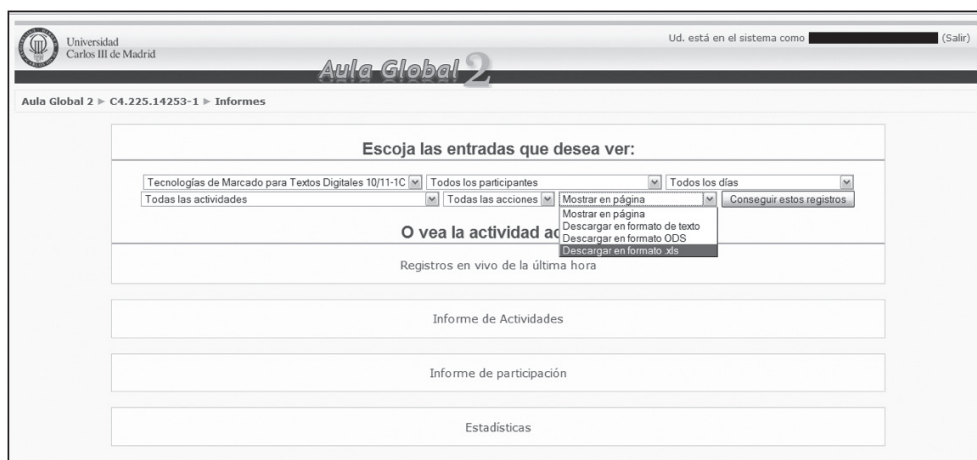 Universidad
Carlos III de Madrid
Ud. está en el sistema como (Salir)
Aula Global 2
Aula Global 2 ► C4.225.14253-1 ► Informes
Escoja las entradas que desea ver:
Tecnologías de Marcado para Textos Digitales 10/11-1C Todos los participantes Todos los días
Todas las actividades Todas las acciones Mostrar en página Conseguir estos registros
Mostrar en página
Descargar en formato de texto
Descargar en formato ODS
Descargar en formato .xls
O vea la actividad ac
Registros en vivo de la última hora
Informe de Actividades
Informe de participación
Estadísticas